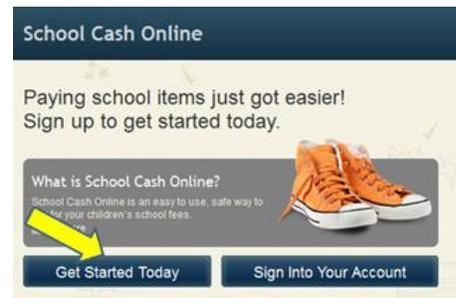 School Cash Online
Paying school items just got easier!
Sign up to get started today.
What is School Cash Online?
School Cash Online is an easy to use, safe way to
for your children's school fees.
Get Started Today
Sign Into Your Account